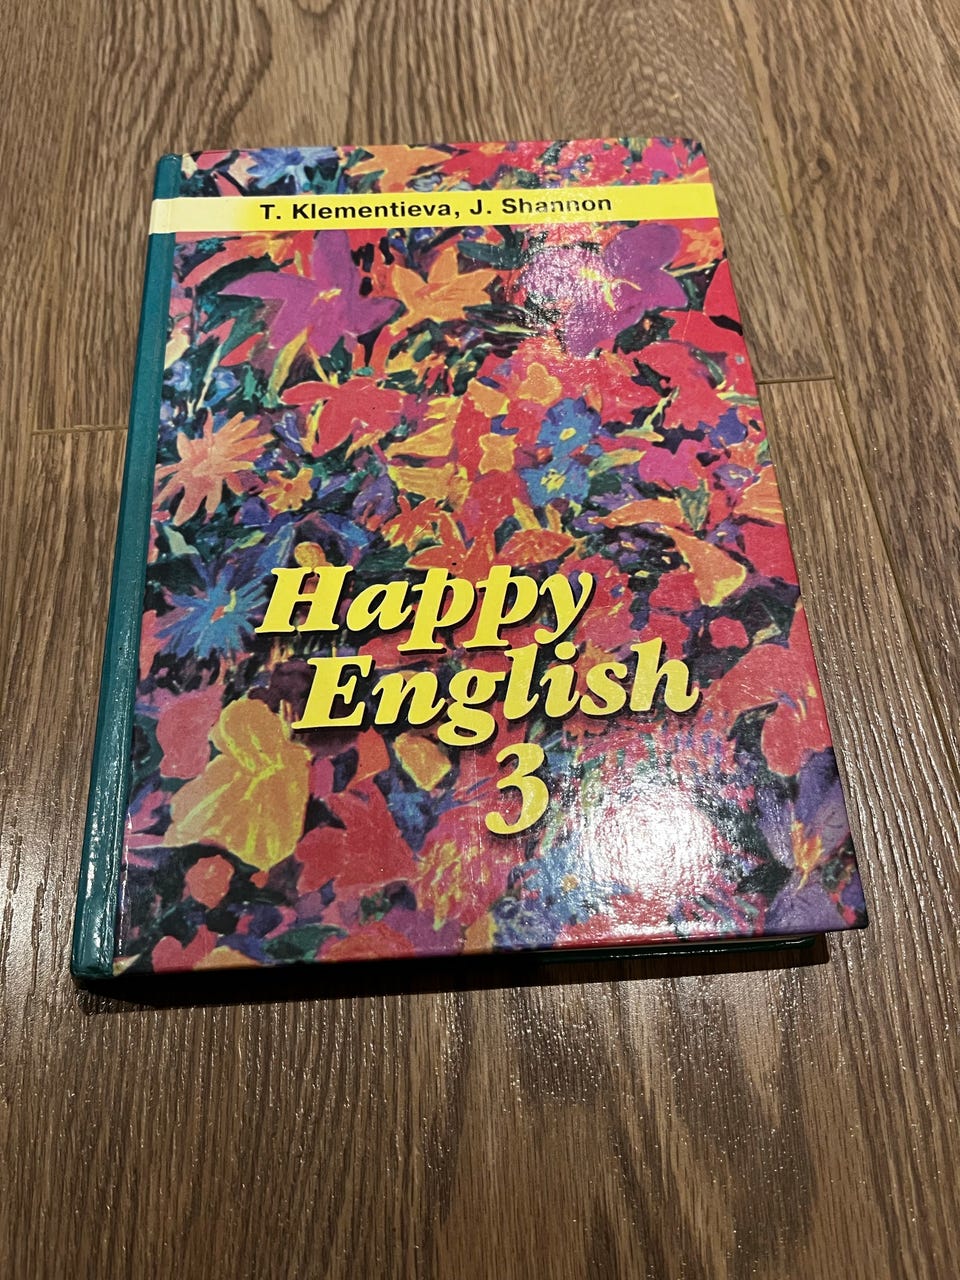 T. Klementieva, J. Shannon
Happy
English
3